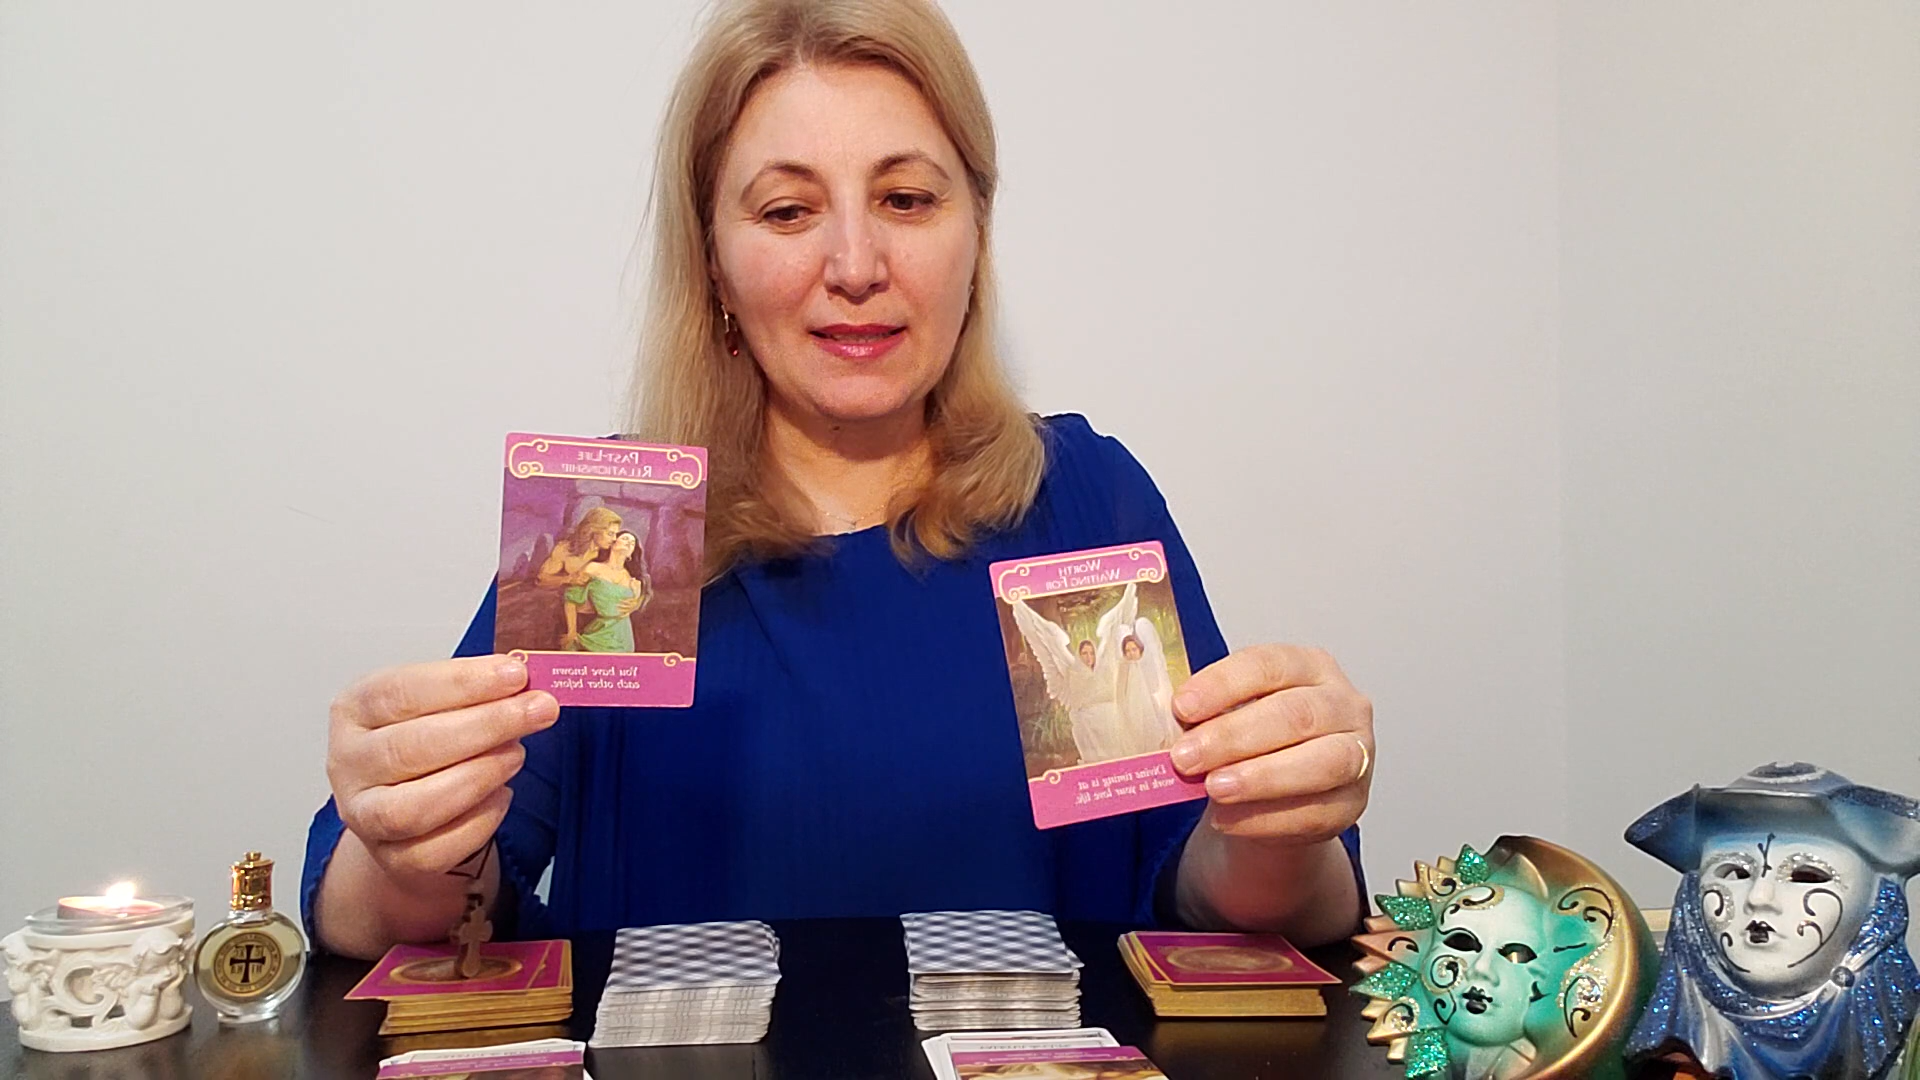 PAST-LIFE
RELATIONSHIP
You have known
each other before.
WORTH
WAITING FOR
Divine timing is at
work in your love life.